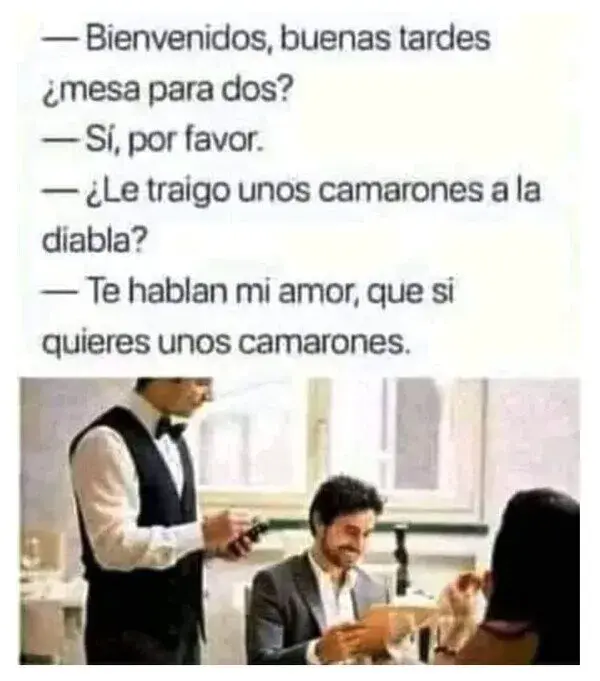 — Bienvenidos, buenas tardes
¿mesa para dos?
— Sí, por favor.
— ¿Le traigo unos camarones a la
diabla?
— Te hablan mi amor, que si
quieres unos camarones.